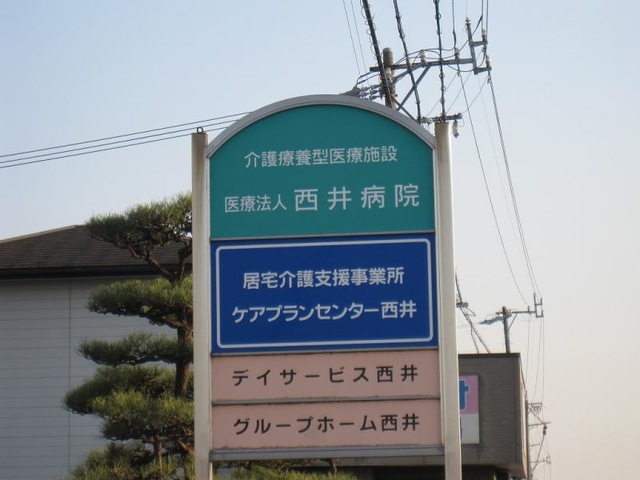 介護療養型医療施設
医療法人 西井病院
居宅介護支援事業所
ケアプランセンター西井
デイサービス西井
グループホーム西井